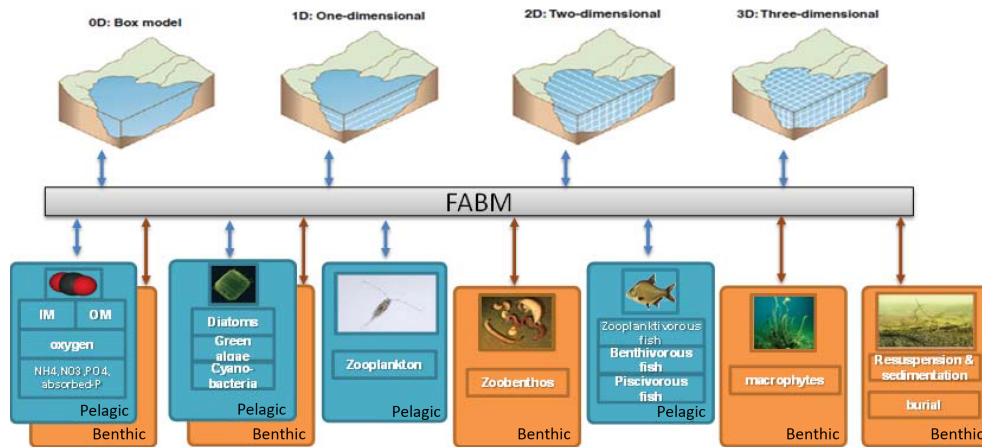 0D: Box model
1D: One-dimensional
2D: Two-dimensional
3D: Three-dimensional
FABM
IM
OM
oxygen
NH4,NO3,PO4,
absorbed-P
Pelagic
Benthic
Diatoms
Green
algae
Cyano-
bacteria
Pelagic
Benthic
Zooplankton
Pelagic
Zoobenthos
Benthic
Zooplanktivorous
fish
Benthivorous
fish
Piscivorous
fish
Pelagic
macrophytes
Benthic
Resuspension &
sedimentation
burial
Benthic